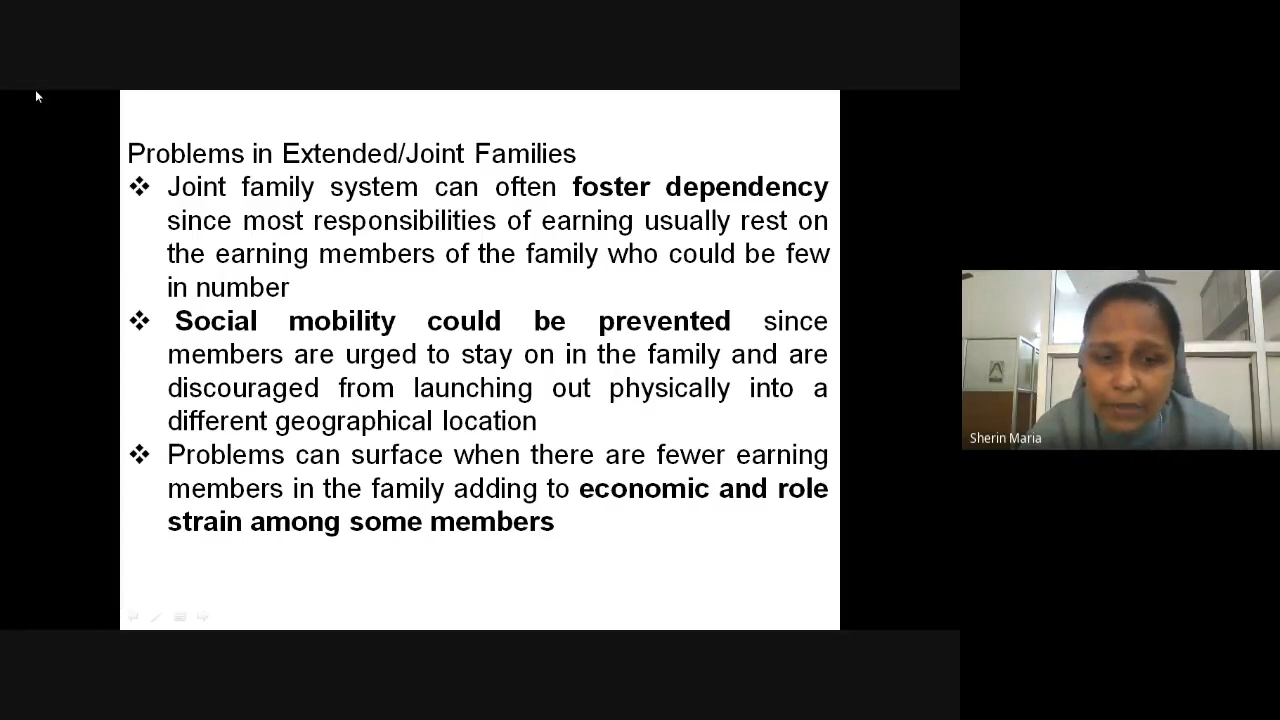 Problems in Extended/Joint Families
❖ Joint family system can often foster dependency
since most responsibilities of earning usually rest on
the earning members of the family who could be few
in number
❖ Social mobility could be prevented since
members are urged to stay on in the family and are
discouraged from launching out physically into a
different geographical location
❖ Problems can surface when there are fewer earning
members in the family adding to economic and role
strain among some members
Sherin Maria